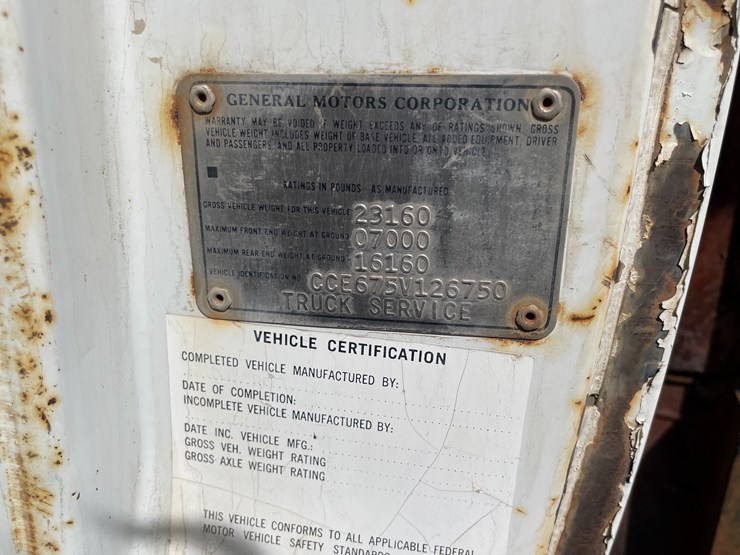 GENERAL MOTORS CORPORATION
WARRANTY MAY BE VOIDED IF WEIGHT EXCEEDS ANY OF RATINGS SHOWN. GROSS
VEHICLE WEIGHT INCLUDES WEIGHT OF BASE VEHICLE, ALL ADDED EQUIPMENT, DRIVER
AND PASSENGERS, AND ALL PROPERTY LOADED INTO OR ONTO VEHICLE.
RATINGS IN POUNDS AS MANUFACTURED
GROSS VEHICLE WEIGHT FOR THIS VEHICLE 23160
MAXIMUM FRONT END WEIGHT AT GROUND 07000
MAXIMUM REAR END WEIGHT AT GROUND 16160
VEHICLE IDENTIFICATION NO. CCE675V126750
TRUCK SERVICE
VEHICLE CERTIFICATION
COMPLETED VEHICLE MANUFACTURED BY:
DATE OF COMPLETION:
INCOMPLETE VEHICLE MANUFACTURED BY:
DATE INC. VEHICLE MFG.:
GROSS VEH. WEIGHT RATING
GROSS AXLE WEIGHT RATING
THIS VEHICLE CONFORMS TO ALL APPLICABLE FEDERAL
MOTOR VEHICLE SAFETY STANDARDS